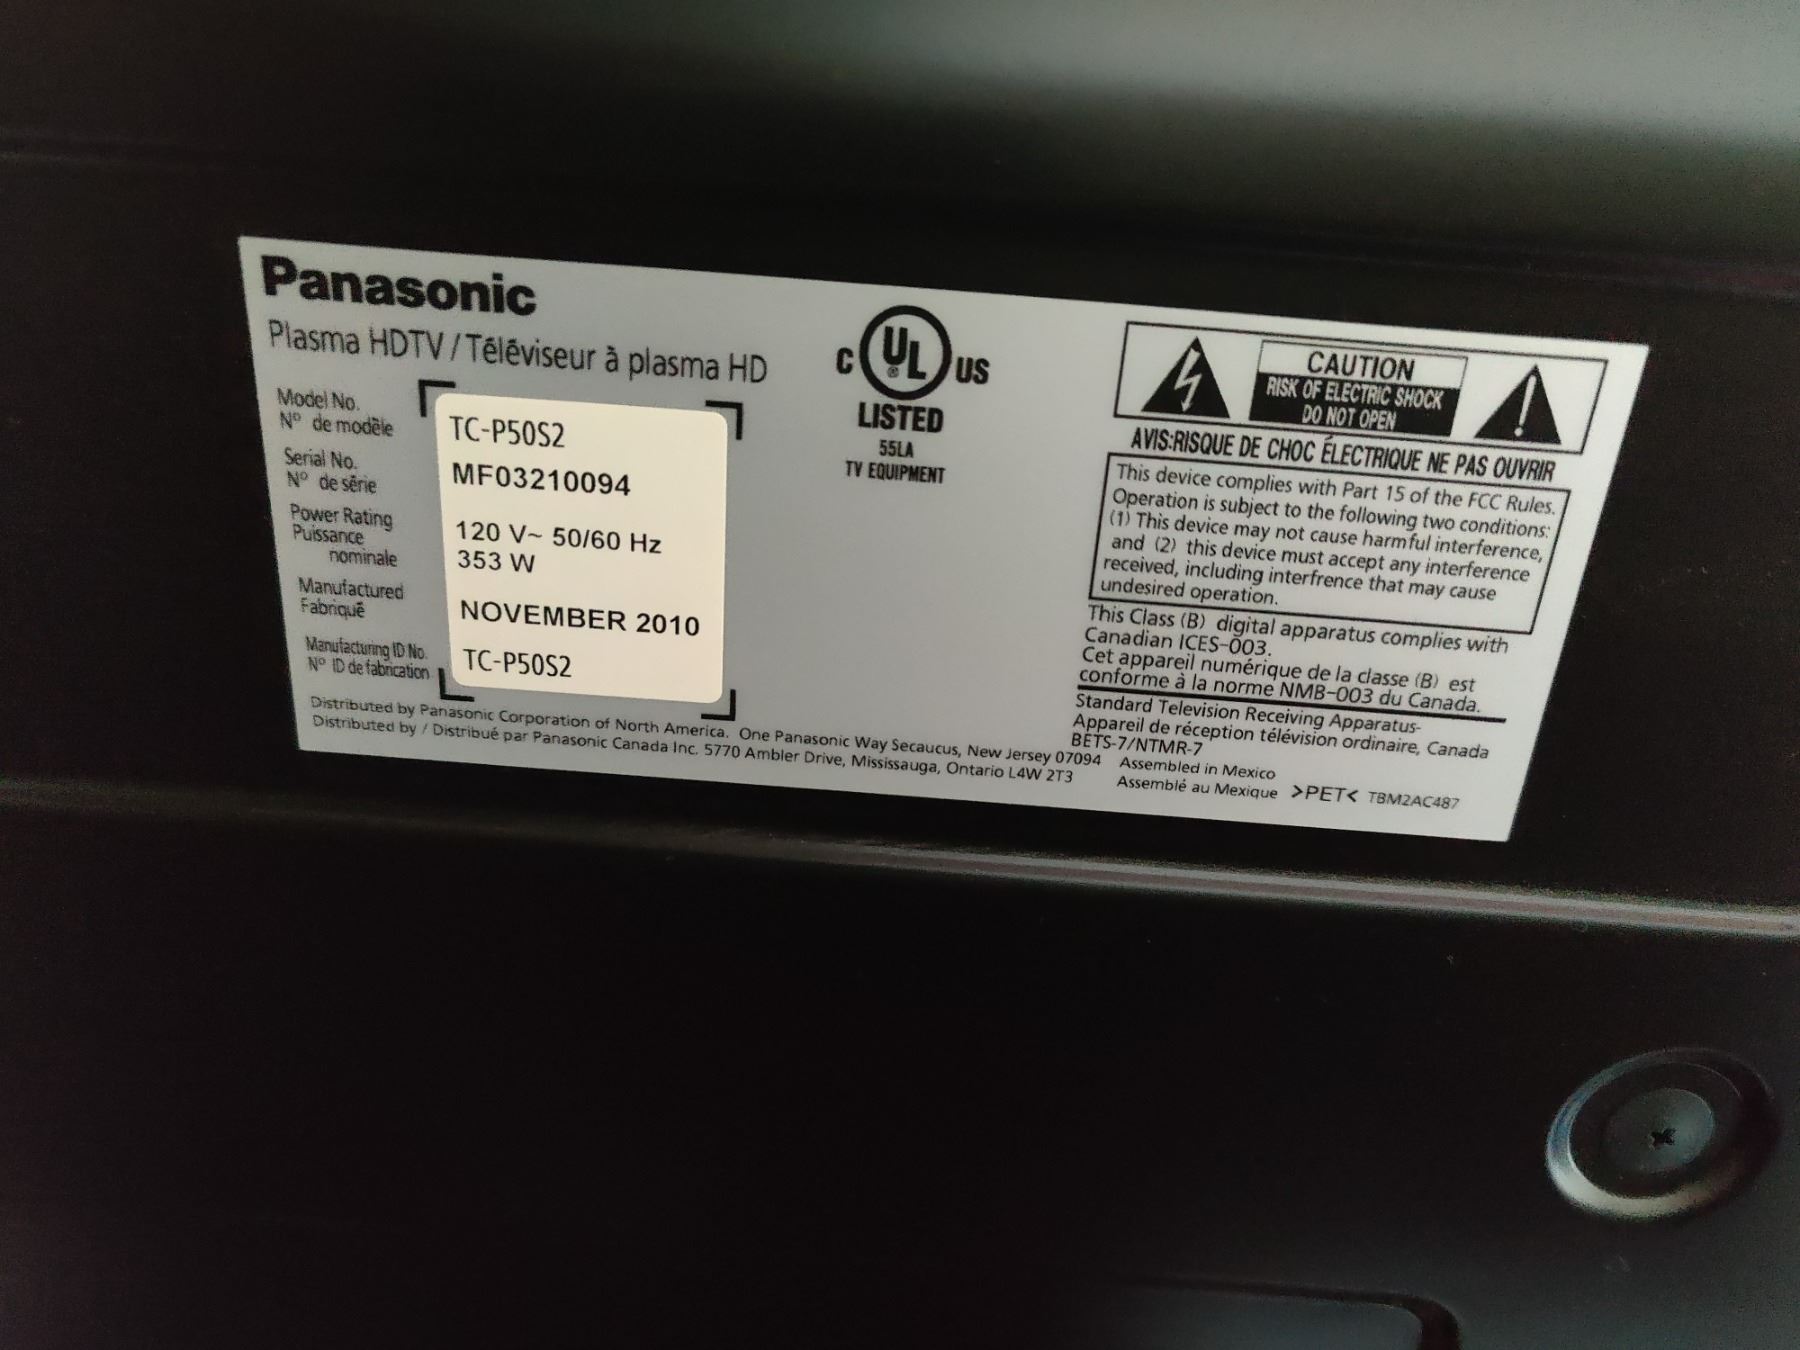 Panasonic
Plasma HDTV / Téléviseur à plasma HD
Model No.
Nº de modèle
TC-P50S2
Serial No.
Nº de série
MF03210094
Power Rating
Puissance
nominale
120 V~ 50/60 Hz
353 W
Manufactured
Fabriqué
NOVEMBER 2010
Manufacturing ID No.
Nº ID de fabrication
TC-P50S2
Distributed by Panasonic Corporation of North America. One Panasonic Way Secaucus, New Jersey 07094
Distributed by / Distribué par Panasonic Canada Inc. 5770 Ambler Drive, Mississauga, Ontario L4W 2T3
C UL ® US
LISTED
55LA
TV EQUIPMENT
CAUTION
RISK OF ELECTRIC SHOCK
DO NOT OPEN
AVIS:RISQUE DE CHOC ÉLECTRIQUE NE PAS OUVRIR
This device complies with Part 15 of the FCC Rules.
Operation is subject to the following two conditions:
(1) This device may not cause harmful interference,
and (2) this device must accept any interference
received, including interfrence that may cause
undesired operation.
This Class (B) digital apparatus complies with
Canadian ICES-003.
Cet appareil numérique de la classe (B) est
conforme à la norme NMB-003 du Canada.
Standard Television Receiving Apparatus-
Appareil de réception télévision ordinaire, Canada
BETS-7/NTMR-7
Assembled in Mexico
Assemblé au Mexique >PET< TBM2AC487